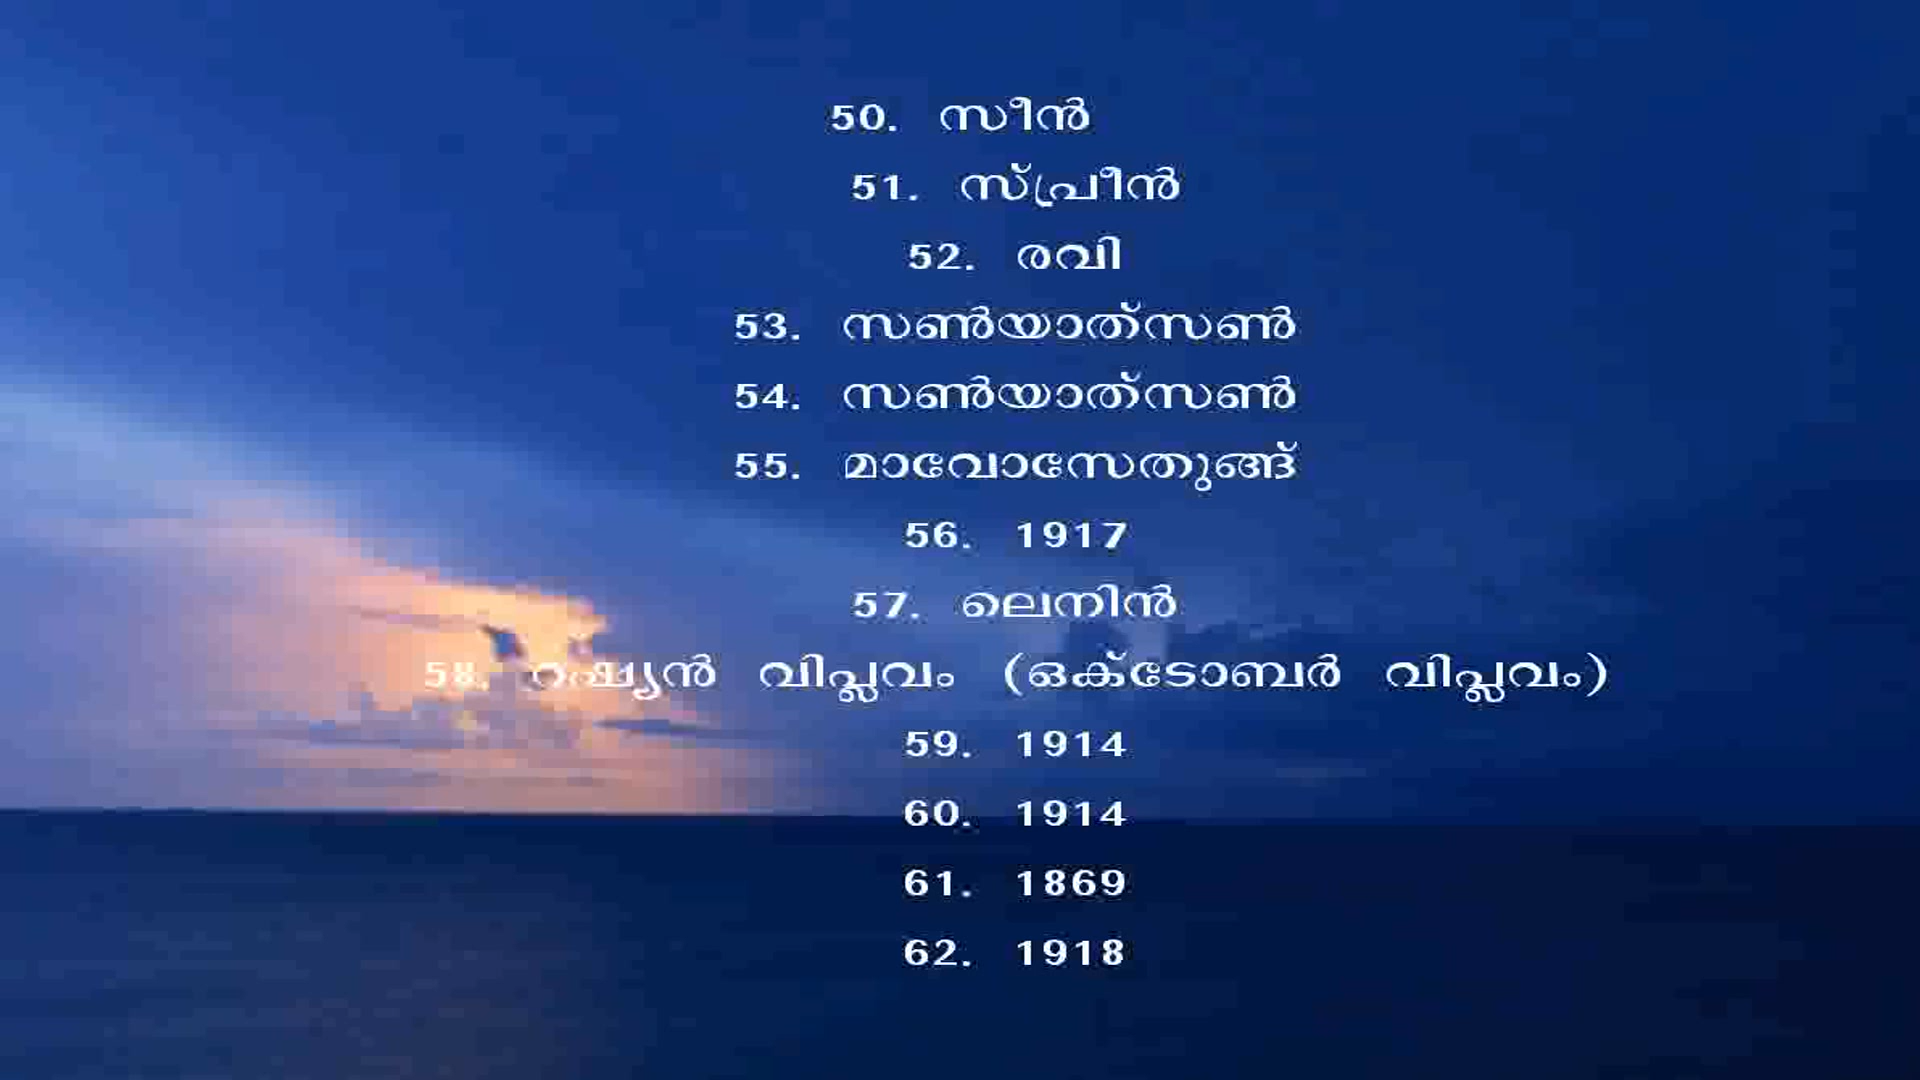 50. സീൻ
51. സ്പ്രീൻ
52. രവി
53. സൺയാത്സൺ
54. സൺയാത്സൺ
55. മാവോസേതുങ്ങ്
56. 1917
57. ലെനിൻ
58. റഷ്യൻ വിപ്ലവം (ഒക്ടോബർ വിപ്ലവം)
59. 1914
60. 1914
61. 1869
62. 1918